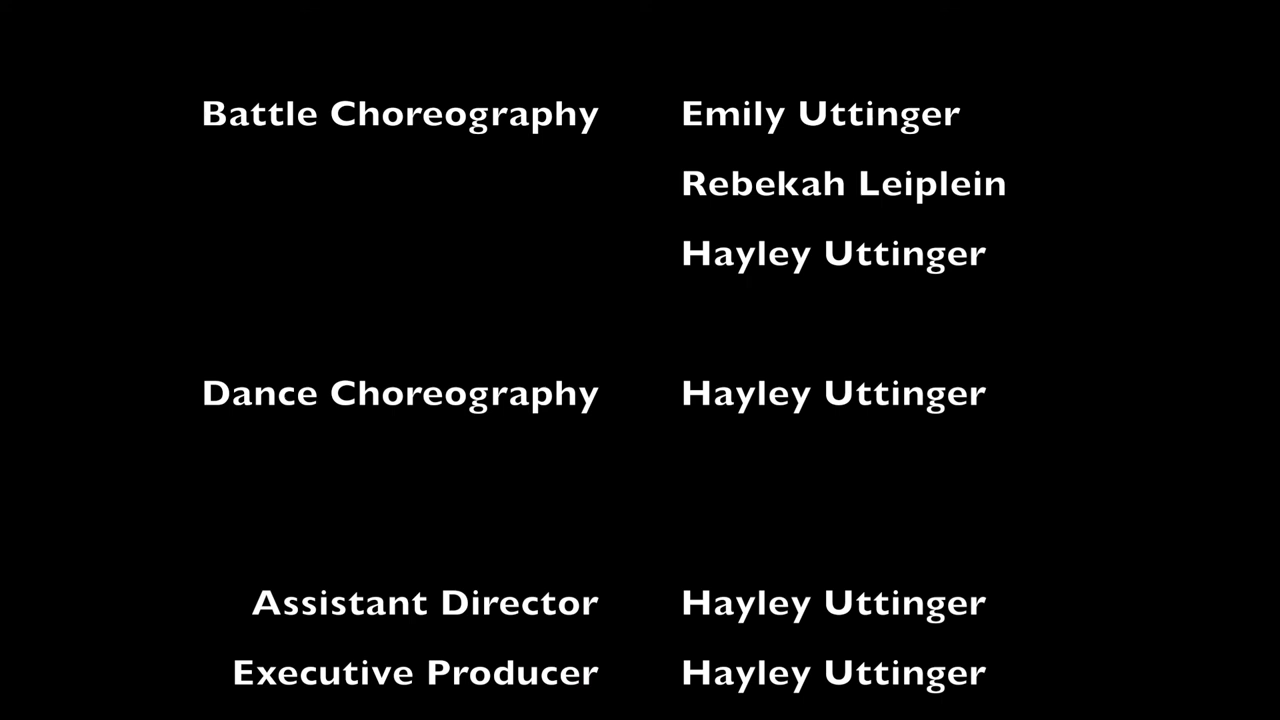 Battle Choreography Emily Uttinger
Rebekah Leiplein
Hayley Uttinger
Dance Choreography Hayley Uttinger
Assistant Director Hayley Uttinger
Executive Producer Hayley Uttinger